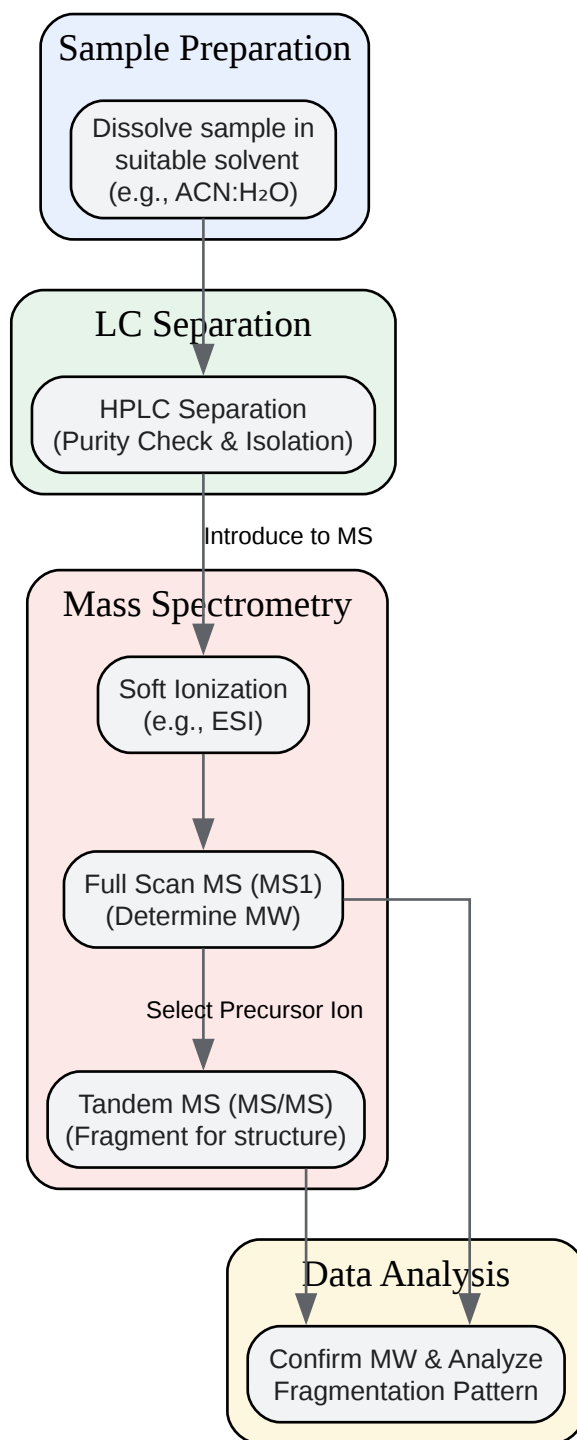 Sample Preparation
Dissolve sample in
suitable solvent
(e.g., ACN:H₂O)
LC Separation
HPLC Separation
(Purity Check & Isolation)
Introduce to MS
Mass Spectrometry
Soft Ionization
(e.g., ESI)
Full Scan MS (MS1)
(Determine MW)
Select Precursor Ion
Tandem MS (MS/MS)
(Fragment for structure)
Data Analysis
Confirm MW & Analyze
Fragmentation Pattern